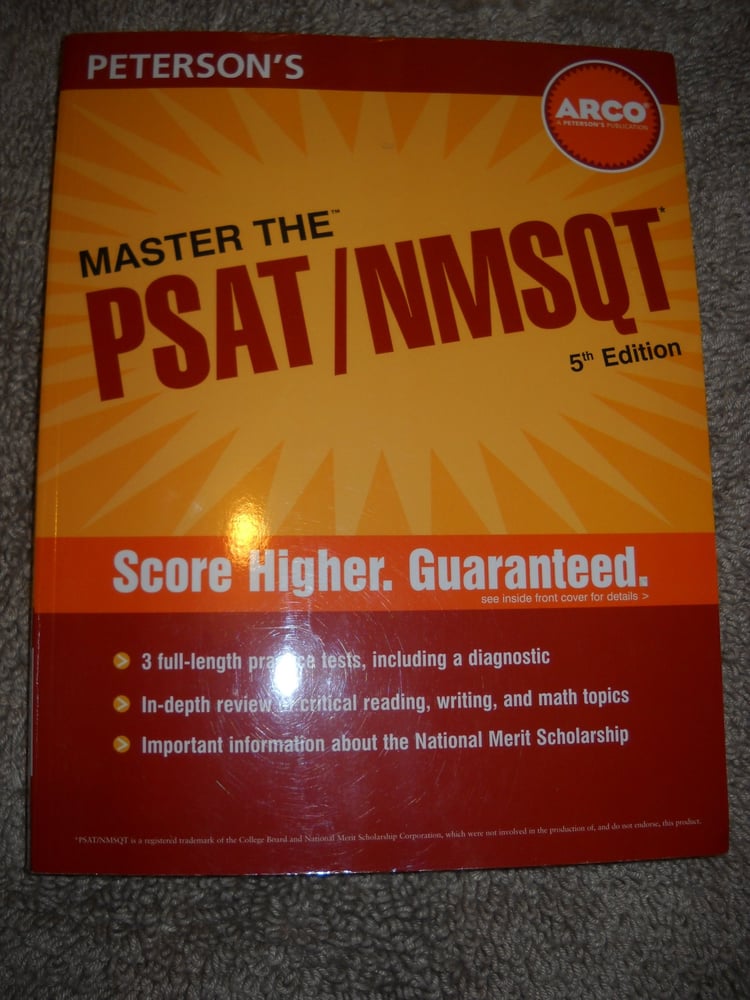 PETERSON'S
ARCO®
A PETERSON'S PUBLICATION
MASTER THE™
PSAT/NMSQT*
5th Edition
Score Higher. Guaranteed.
see inside front cover for details >
3 full-length practice tests, including a diagnostic
In-depth review critical reading, writing, and math topics
Important information about the National Merit Scholarship
*PSAT/NMSQT is a registered trademark of the College Board and National Merit Scholarship Corporation, which were not involved in the production of, and do not endorse, this product.